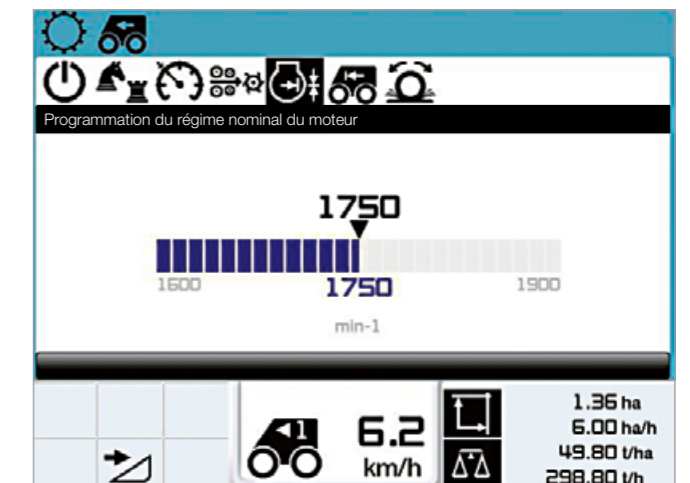 Programmation du régime nominal du moteur
1750
1600 1750 1900
min-1
1
6.2
km/h
1.36 ha
6.00 ha/h
49.80 t/ha
298.80 t/h